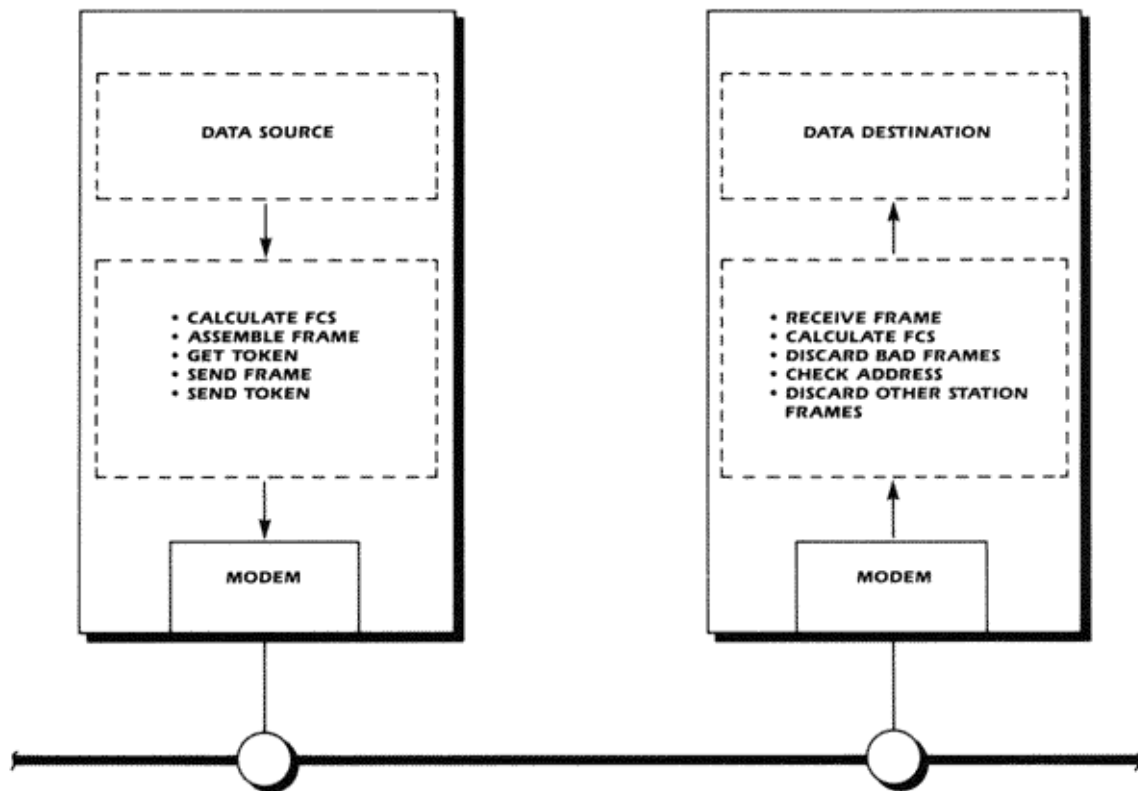 DATA SOURCE
• CALCULATE FCS
• ASSEMBLE FRAME
• GET TOKEN
• SEND FRAME
• SEND TOKEN
MODEM
DATA DESTINATION
• RECEIVE FRAME
• CALCULATE FCS
• DISCARD BAD FRAMES
• CHECK ADDRESS
• DISCARD OTHER STATION
FRAMES
MODEM